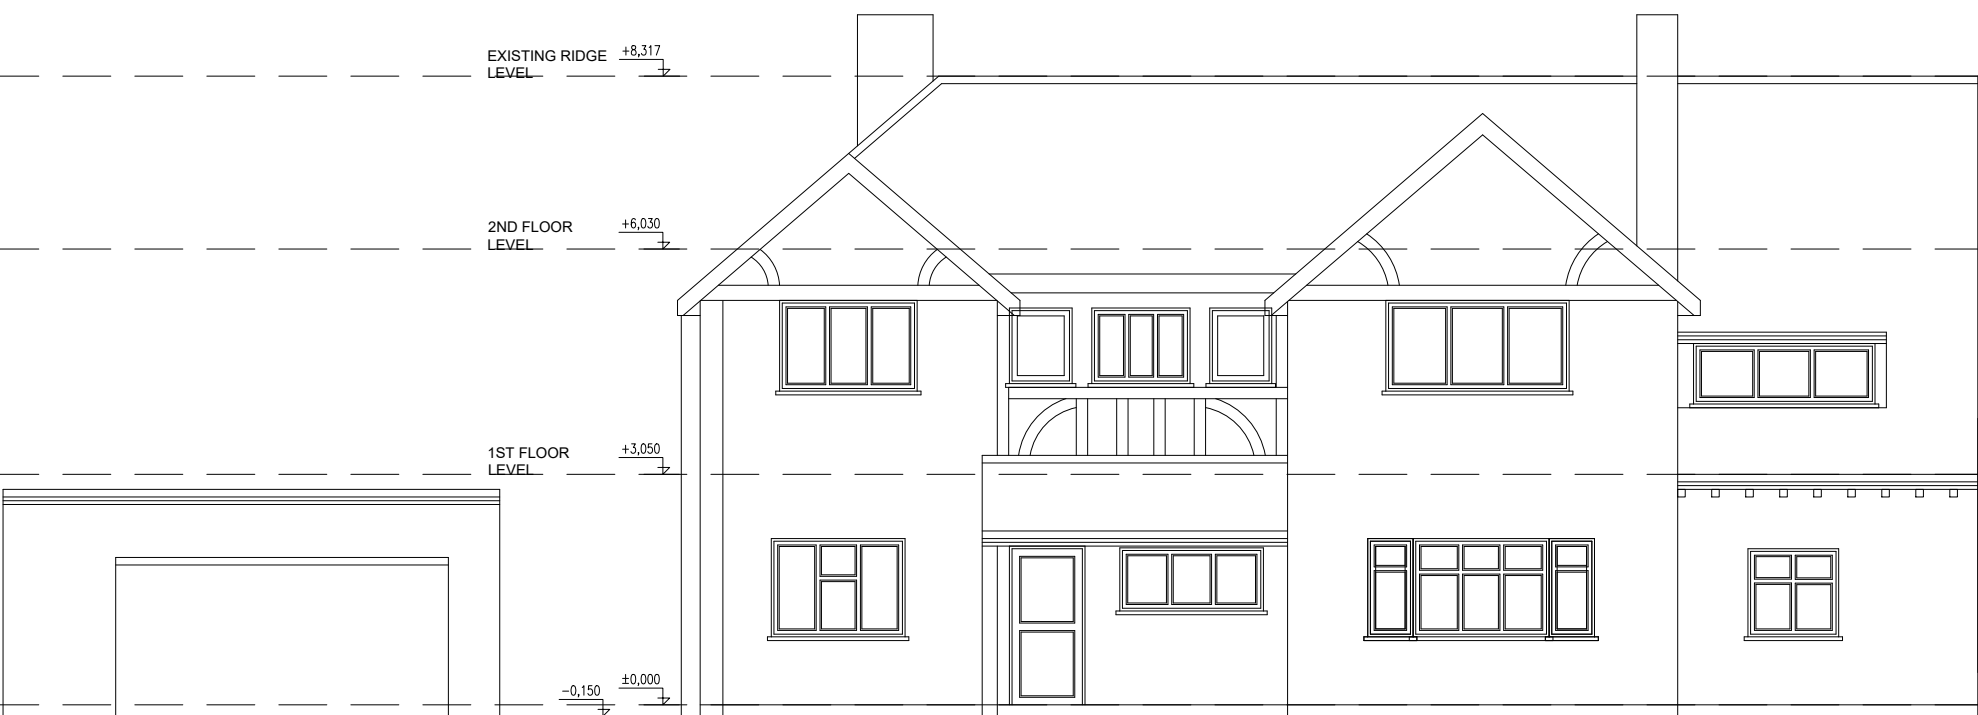 EXISTING RIDGE
LEVEL
+8,317
2ND FLOOR
LEVEL
+6,030
1ST FLOOR
LEVEL
+3,050
±0,000
-0,150